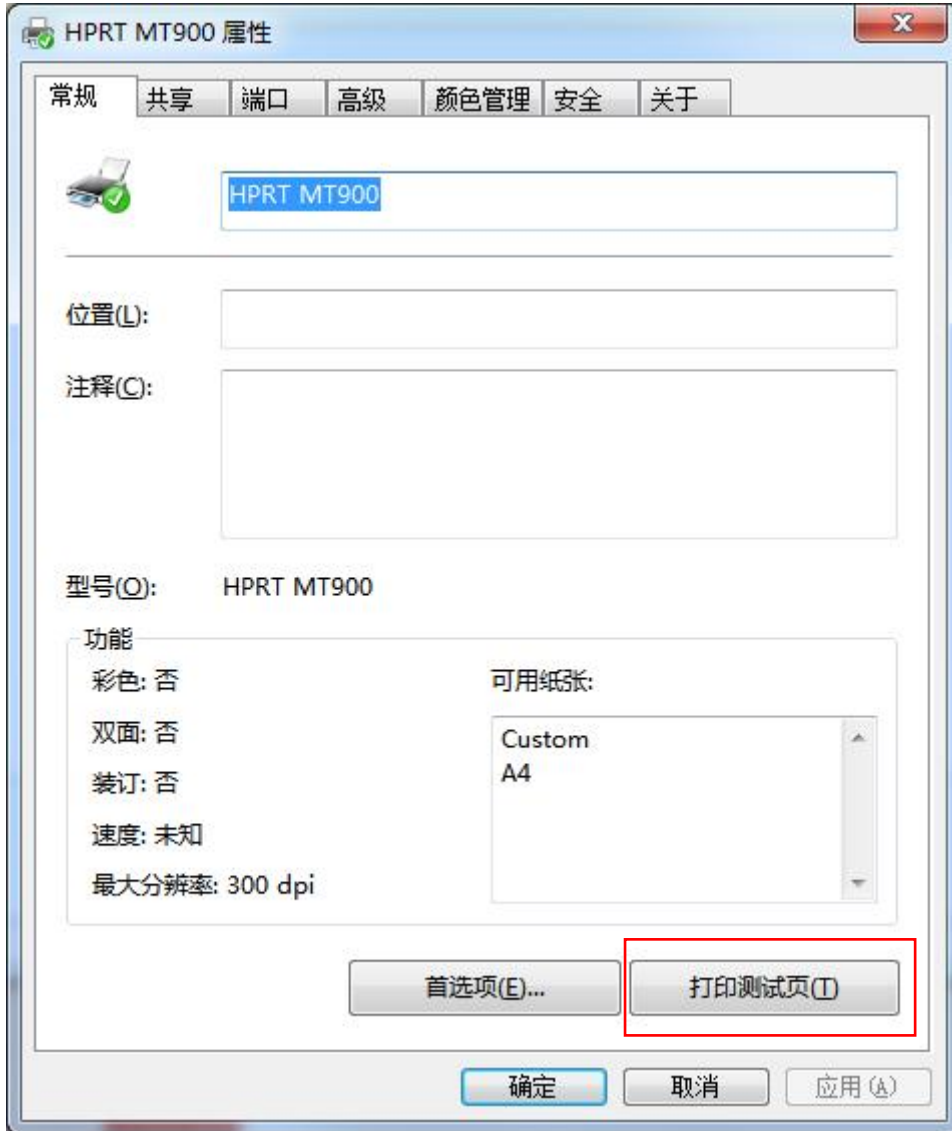 HPRT MT900 属性
常规 共享 端口 高级 颜色管理 安全 关于
HPRT MT900
位置(L):
注释(C):
型号(O): HPRT MT900
功能
彩色: 否 可用纸张:
双面: 否 Custom
装订: 否 A4
速度: 未知
最大分辨率: 300 dpi
首选项(E)... 打印测试页(T)
确定 取消 应用(A)